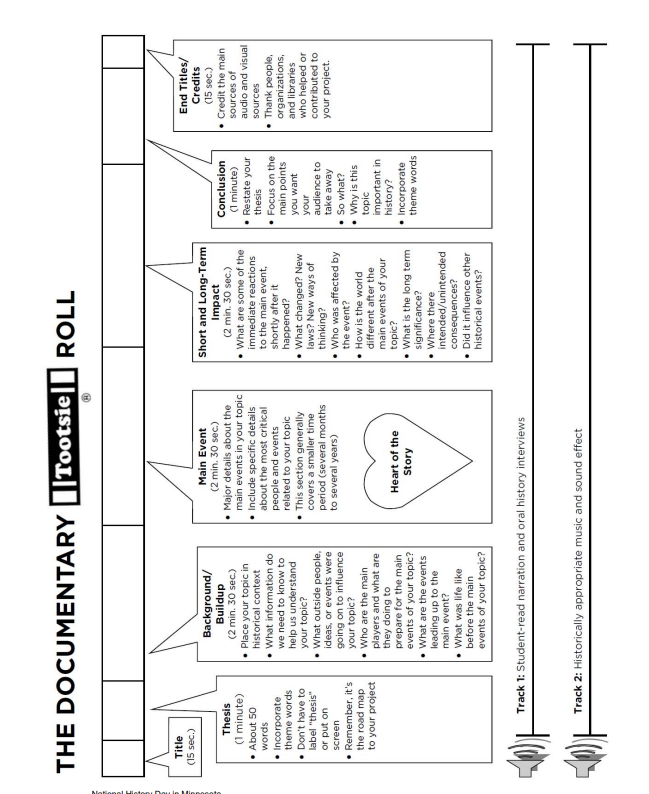 THE DOCUMENTARY Tootsie ROLL
®
Title
(15 sec.)
Thesis
(1 minute)
• About 50
words
• Incorporate
theme words
• Don't have to
label "thesis"
or put on
screen
• Remember, it's
the road map
to your project
Background/
Buildup
(2 min. 30 sec.)
• Place your topic in
historical context
• What information do
we need to know to
help us understand
your topic?
• What outside people,
ideas, or events were
going on to influence
your topic?
• Who are the main
players and what are
they doing to
prepare for the main
events of your topic?
• What are the events
leading up to the
main event?
• What was life like
before the main
events of your topic?
Main Event
(2 min. 30 sec.)
• Major details about the
main events in your topic
• Include specific details
about the most critical
people and events
related to your topic
• This section generally
covers a smaller time
period (several months
to several years)
Heart of the
Story
Short and Long-Term
Impact
(2 min. 30 sec.)
• What are some of the
immediate reactions
to the main event,
shortly after it
happened?
• What changed? New
laws? New ways of
thinking?
• Who was affected by
the event?
• How is the world
different after the
main events of your
topic?
• What is the long term
significance?
• Where there
intended/unintended
consequences?
• Did it influence other
historical events?
Conclusion
(1 minute)
• Restate your
thesis
• Focus on the
main points
you want
your
audience to
take away
• So what?
• Why is this
topic
important in
history?
• Incorporate
theme words
End Titles/
Credits
(15 sec.)
• Credit the main
sources of
audio and visual
sources
• Thank people,
organizations,
and libraries
who helped or
contributed to
your project.
Track 1: Student-read narration and oral history interviews
Track 2: Historically appropriate music and sound effect
National History Day in Minnesota